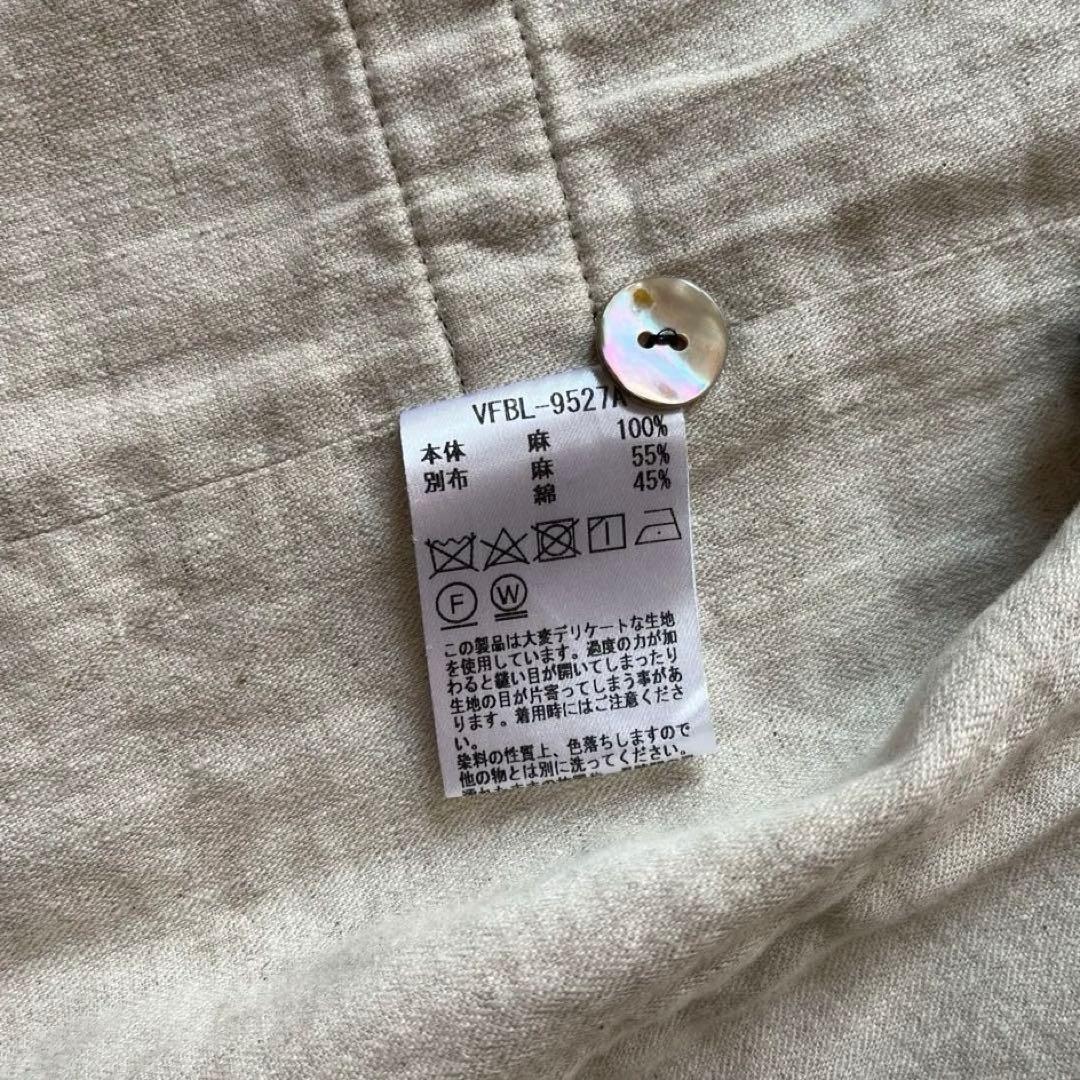 VFBL-9527A
本体 麻 100%
別布 麻 55%
綿 45%
F W
この製品は大変デリケートな生地
を使用しています。過度の力が加
わると縫い目が開いてしまったり
生地の目が片寄ってしまう事があ
ります。着用時にはご注意くださ
い。
染料の性質上、色落ちしますので
他の物とは別に洗ってください。